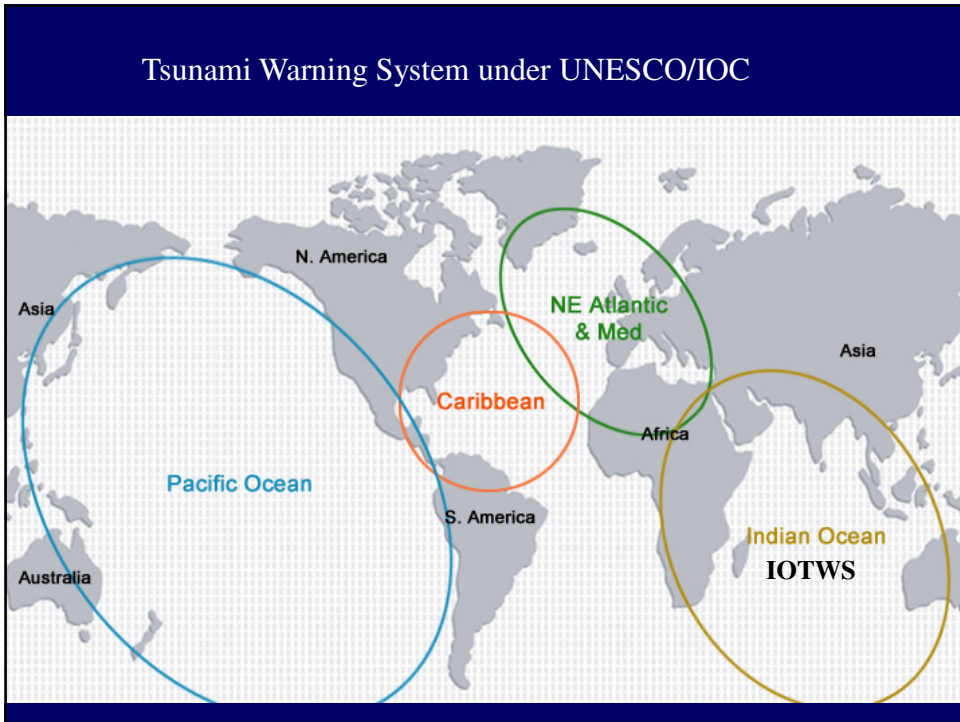 Tsunami Warning System under UNESCO/IOC
N. America
Asia
NE Atlantic
& Med
Asia
Caribbean
Africa
Pacific Ocean
S. America
Indian Ocean
IOTWS
Australia